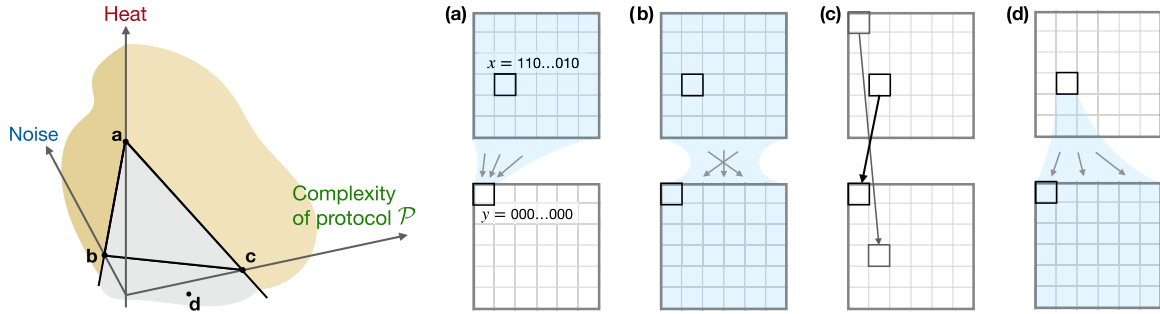 Heat
Noise
a
b
c
d
Complexity
of protocol 𝒫
(a)
x = 110...010
y = 000...000
(b)
(c)
(d)